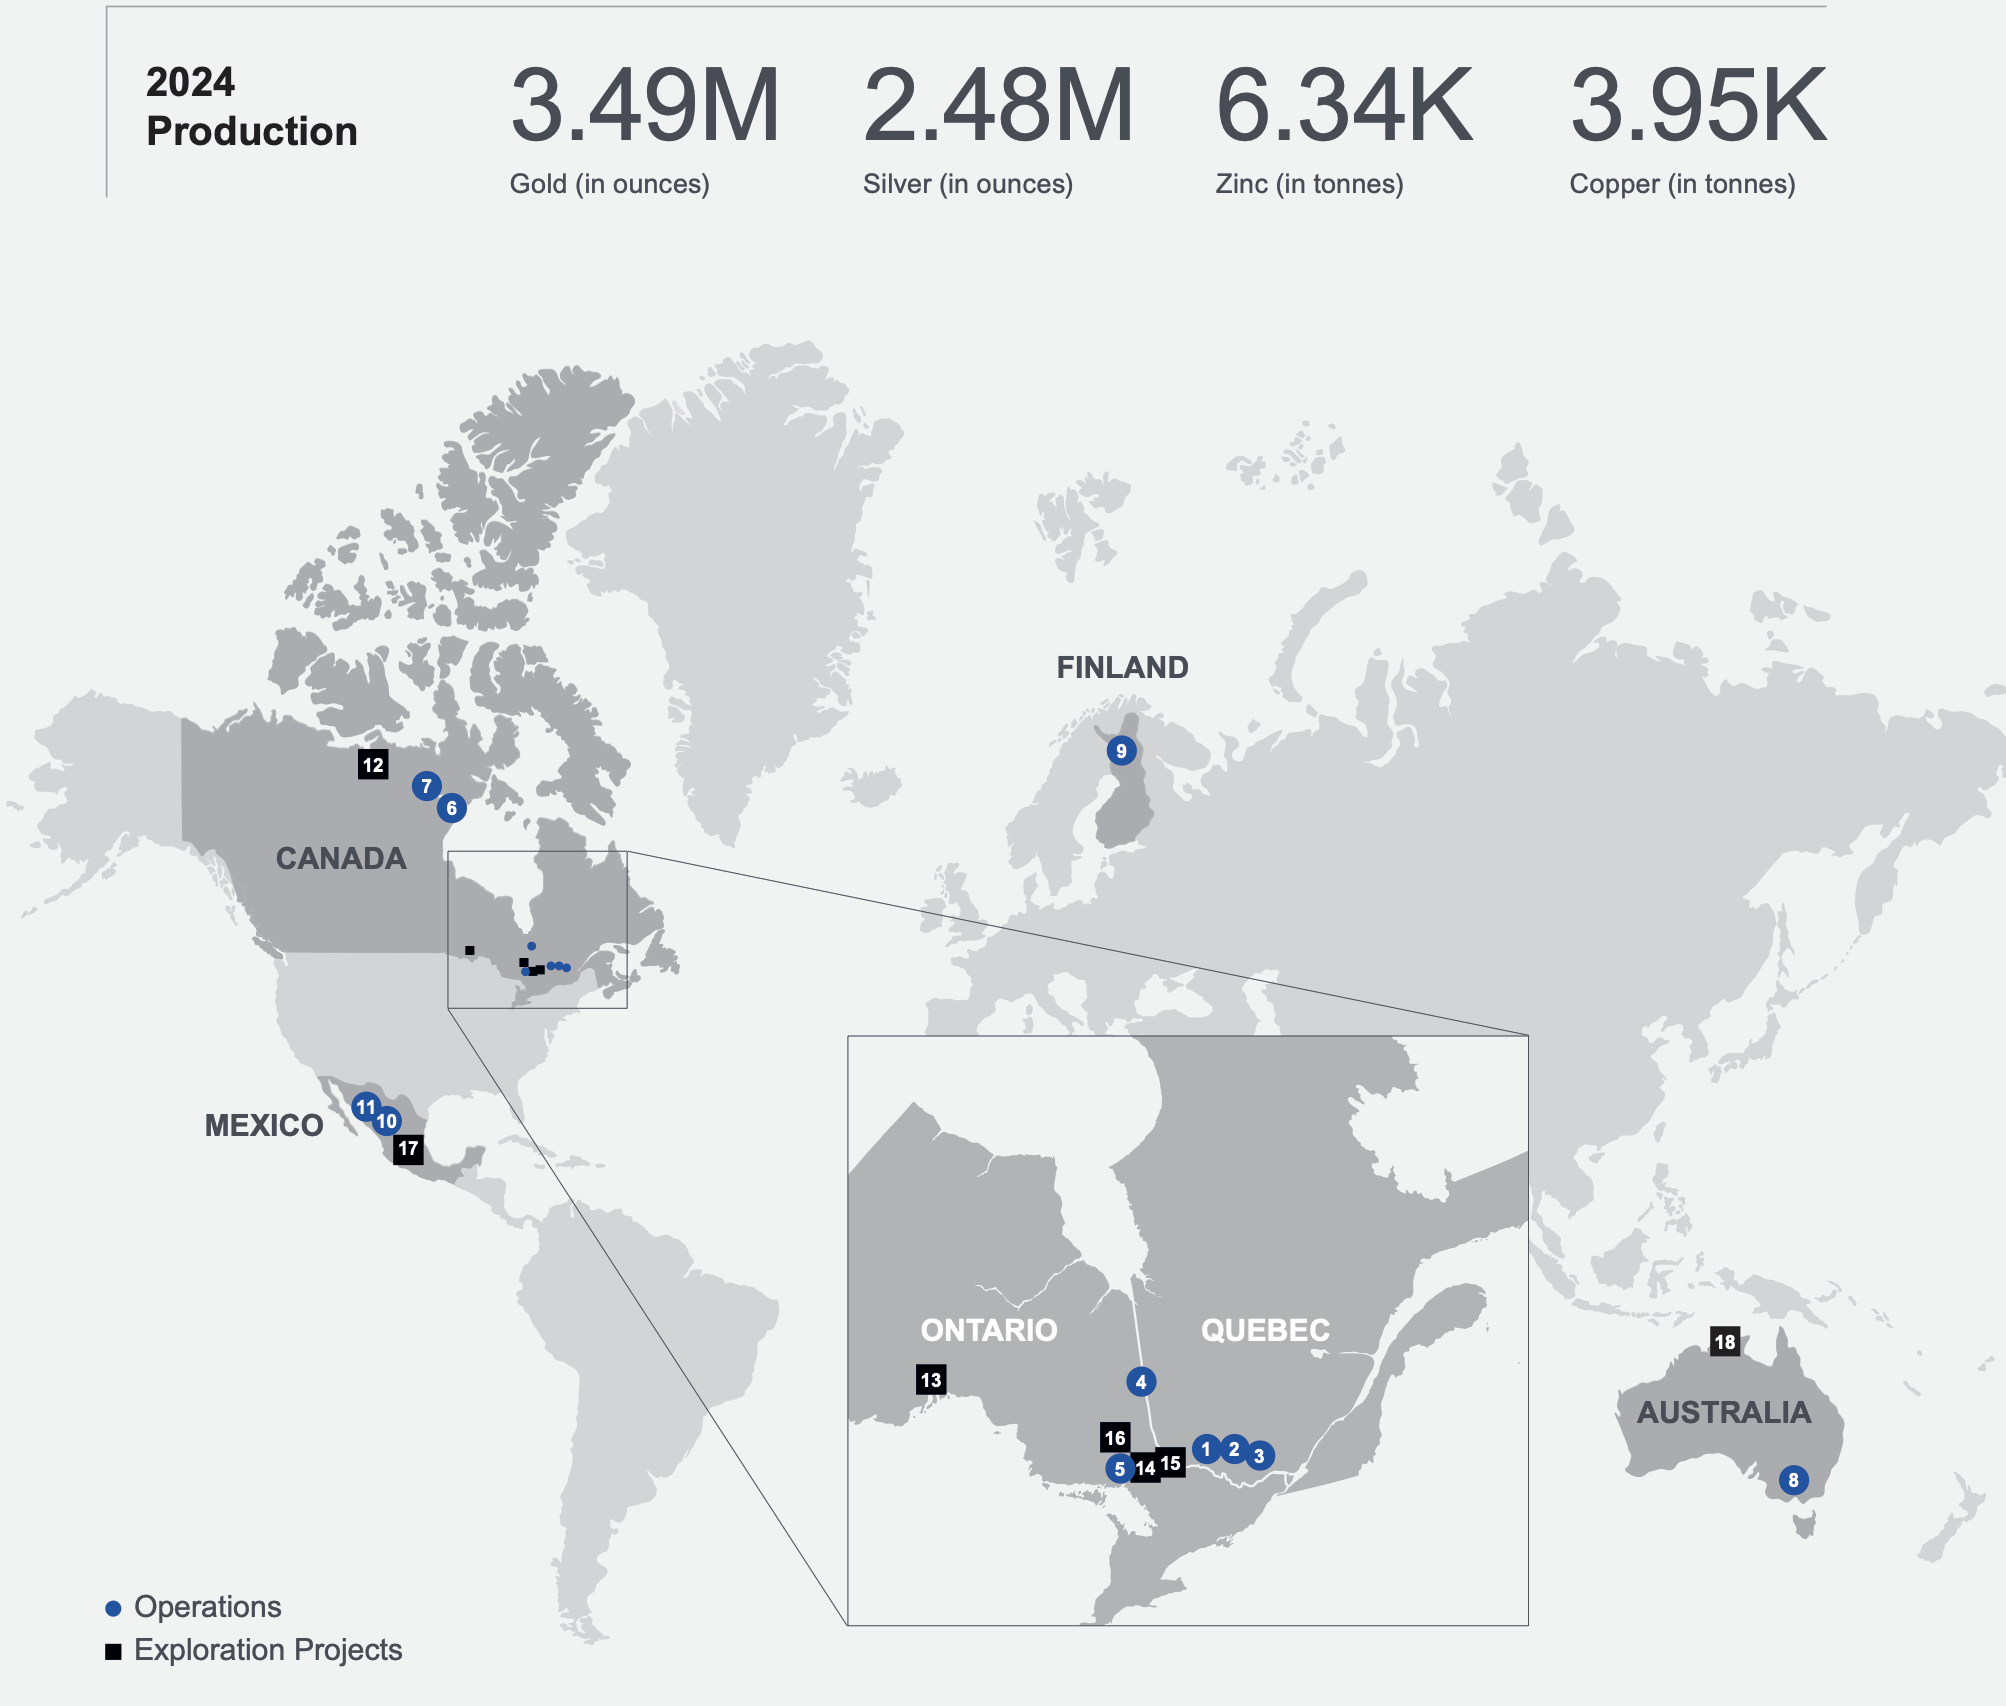 2024
Production
3.49M
Gold (in ounces)
2.48M
Silver (in ounces)
6.34K
Zinc (in tonnes)
3.95K
Copper (in tonnes)
FINLAND
9
12
7
6
CANADA
MEXICO
11
10
17
ONTARIO
QUEBEC
13
4
16
5
14
15
1
2
3
18
AUSTRALIA
8
Operations
Exploration Projects